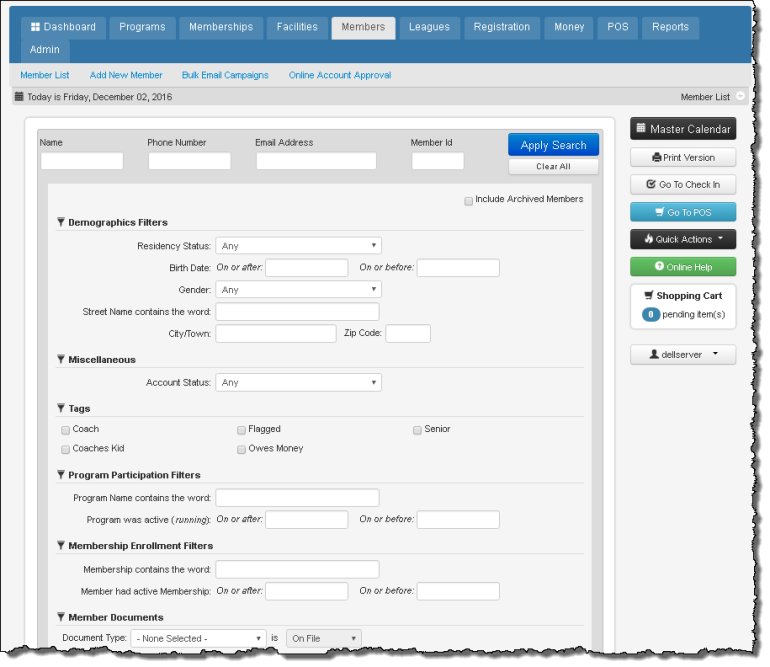 Dashboard Programs Memberships Facilities Members Leagues Registration Money POS Reports
Admin
Member List Add New Member Bulk Email Campaigns Online Account Approval
Today is Friday, December 02, 2016 Member List
Name Phone Number Email Address Member Id
Apply Search
Clear All
Include Archived Members
Demographics Filters
Residency Status: Any
Birth Date: On or after: On or before:
Gender: Any
Street Name contains the word:
City/Town: Zip Code:
Miscellaneous
Account Status: Any
Tags
Coach Flagged Senior
Coaches Kid Owes Money
Program Participation Filters
Program Name contains the word:
Program was active (running): On or after: On or before:
Membership Enrollment Filters
Membership contains the word:
Member had active Membership: On or after: On or before:
Member Documents
Document Type: - None Selected - is On File
Master Calendar
Print Version
Go To Check In
Go To POS
Quick Actions
Online Help
Shopping Cart
0 pending item(s)
dellserver